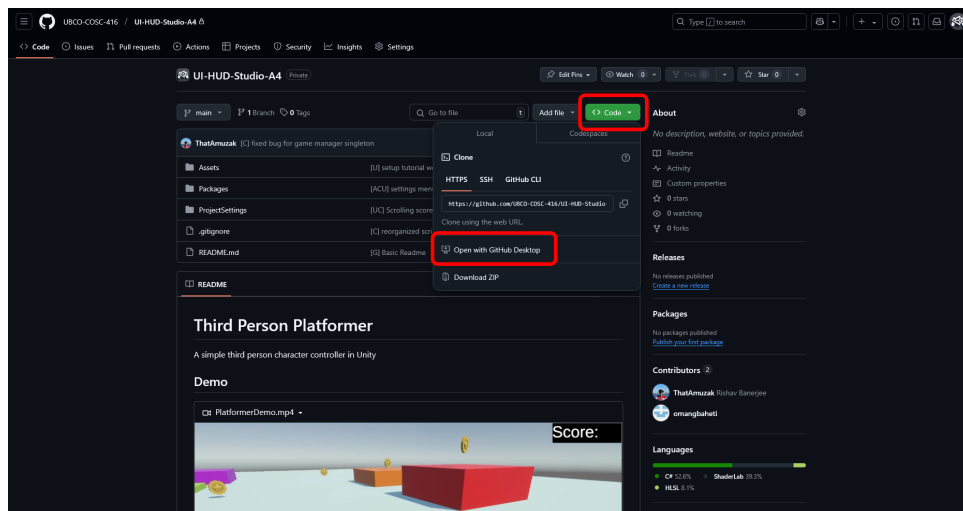 UBCO-COSC-416 / UI-HUD-Studio-A4
Type / to search
Code Issues Pull requests Actions Projects Security Insights Settings
UI-HUD-Studio-A4 Private
Edit Pins Watch 0 Fork 0 Star 0
main 1 Branch 0 Tags
Go to file t
Add file Code
ThatAmuzak [C] fixed bug for game manager singleton
Assets [U] setup tutorial
Packages [ACU] settings men
ProjectSettings [UC] Scrolling score
.gitignore [C] reorganized scri
README.md [G] Basic Readme
Local Codespaces
Clone
HTTPS SSH GitHub CLI
https://github.com/UBCO-COSC-416/UI-HUD-Studio-
Clone using the web URL.
Open with GitHub Desktop
Download ZIP
README
Third Person Platformer
A simple third person character controller in Unity
Demo
PlatformerDemo.mp4
Score:
About
No description, website, or topics provided.
Readme
Activity
Custom properties
0 stars
0 watching
0 forks
Releases
No releases published
Create a new release
Packages
No packages published
Publish your first package
Contributors 2
ThatAmuzak Rishav Banerjee
omangbaheti
Languages
C# 52.6% ShaderLab 39.3%
HLSL 8.1%